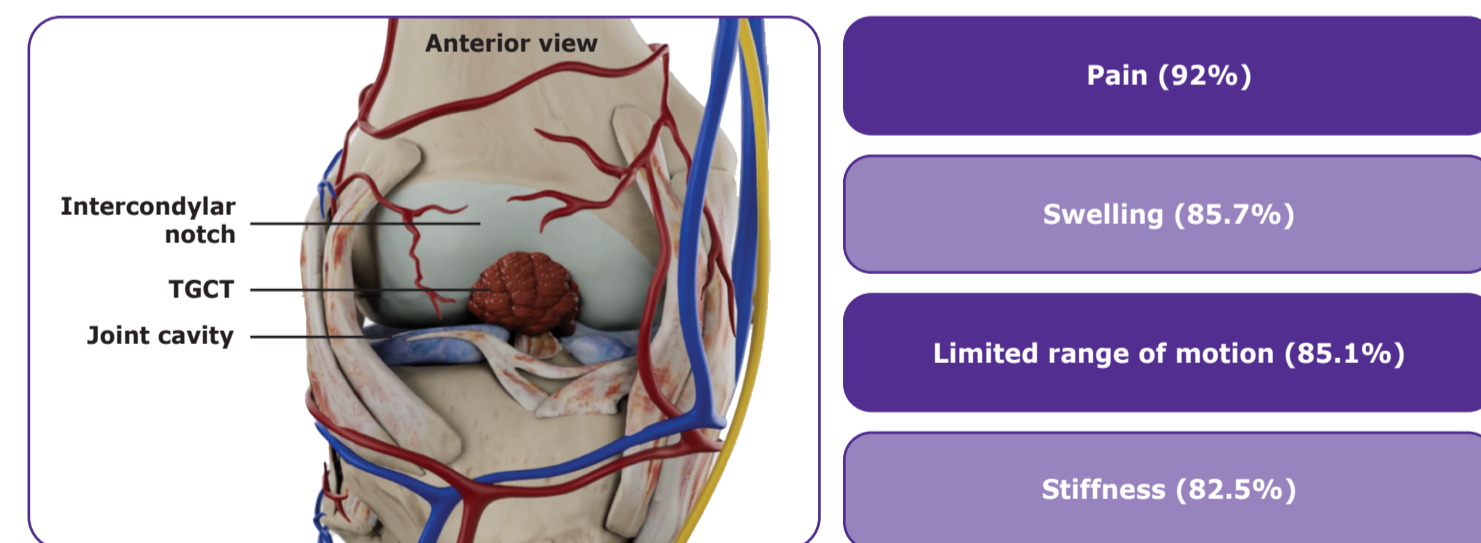 Anterior view
Intercondylar
notch
TGCT
Joint cavity
Pain (92%)
Swelling (85.7%)
Limited range of motion (85.1%)
Stiffness (82.5%)